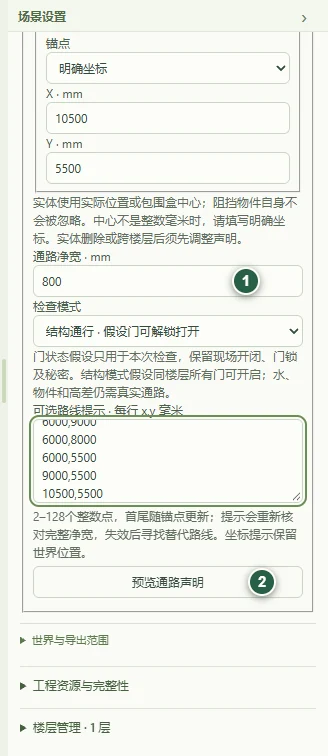 场景设置
锚点
明确坐标
X · mm
10500
Y · mm
5500
实体使用实际位置或包围盒中心；阻挡物件自身不
会被忽略。中心不是整数毫米时，请填写明确坐
标。实体删除或跨楼层后须先调整声明。
通路净宽 · mm
800
1
检查模式
结构通行 · 假设门可解锁打开
门状态假设只用于本次检查，保留现场开闭、门锁
及秘密。结构模式假设同楼层所有门可开启；水、
物件和高差仍需真实通路。
可选路线提示 · 每行 x,y 毫米
6000,9000
6000,8000
6000,5500
9000,5500
10500,5500
2–128个整数点，首尾随锚点更新；提示会重新核
对完整净宽，失效后寻找替代路线。坐标提示保留
世界位置。
预览通路声明
2
世界与导出范围
工程资源与完整性
楼层管理 · 1 层